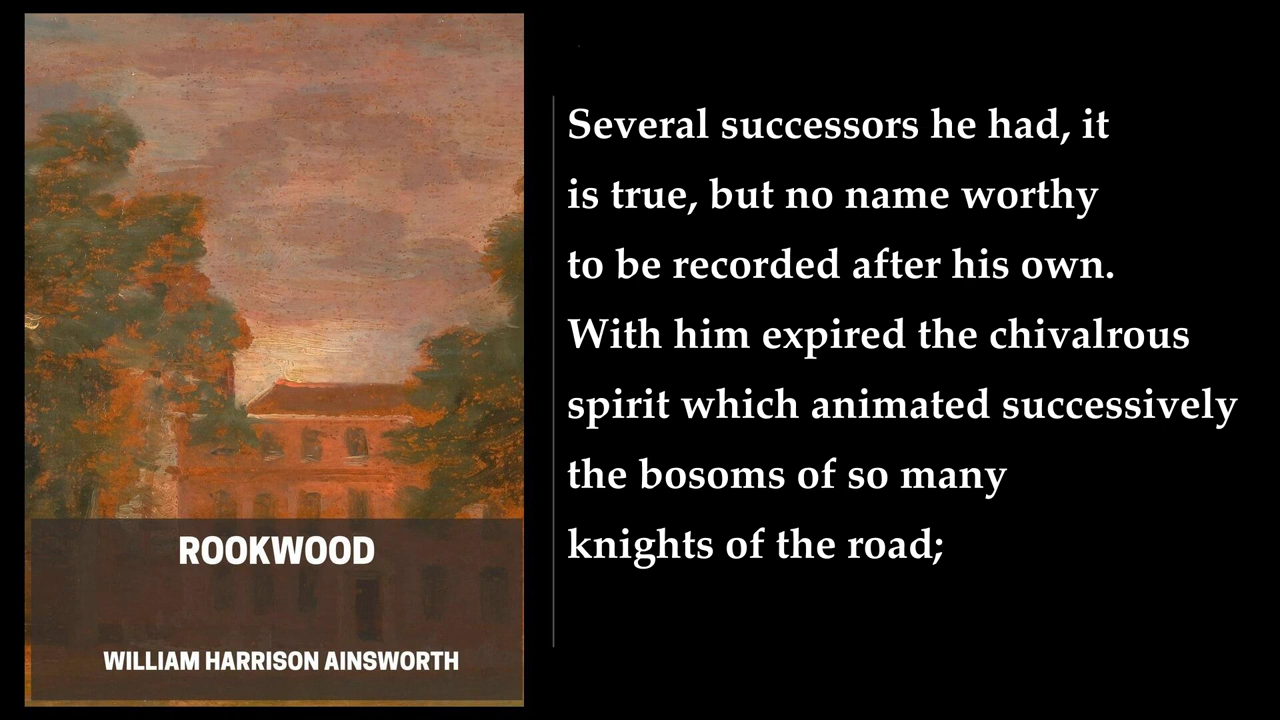 ROOKWOOD
WILLIAM HARRISON AINSWORTH
Several successors he had, it
is true, but no name worthy
to be recorded after his own.
With him expired the chivalrous
spirit which animated successively
the bosoms of so many
knights of the road;